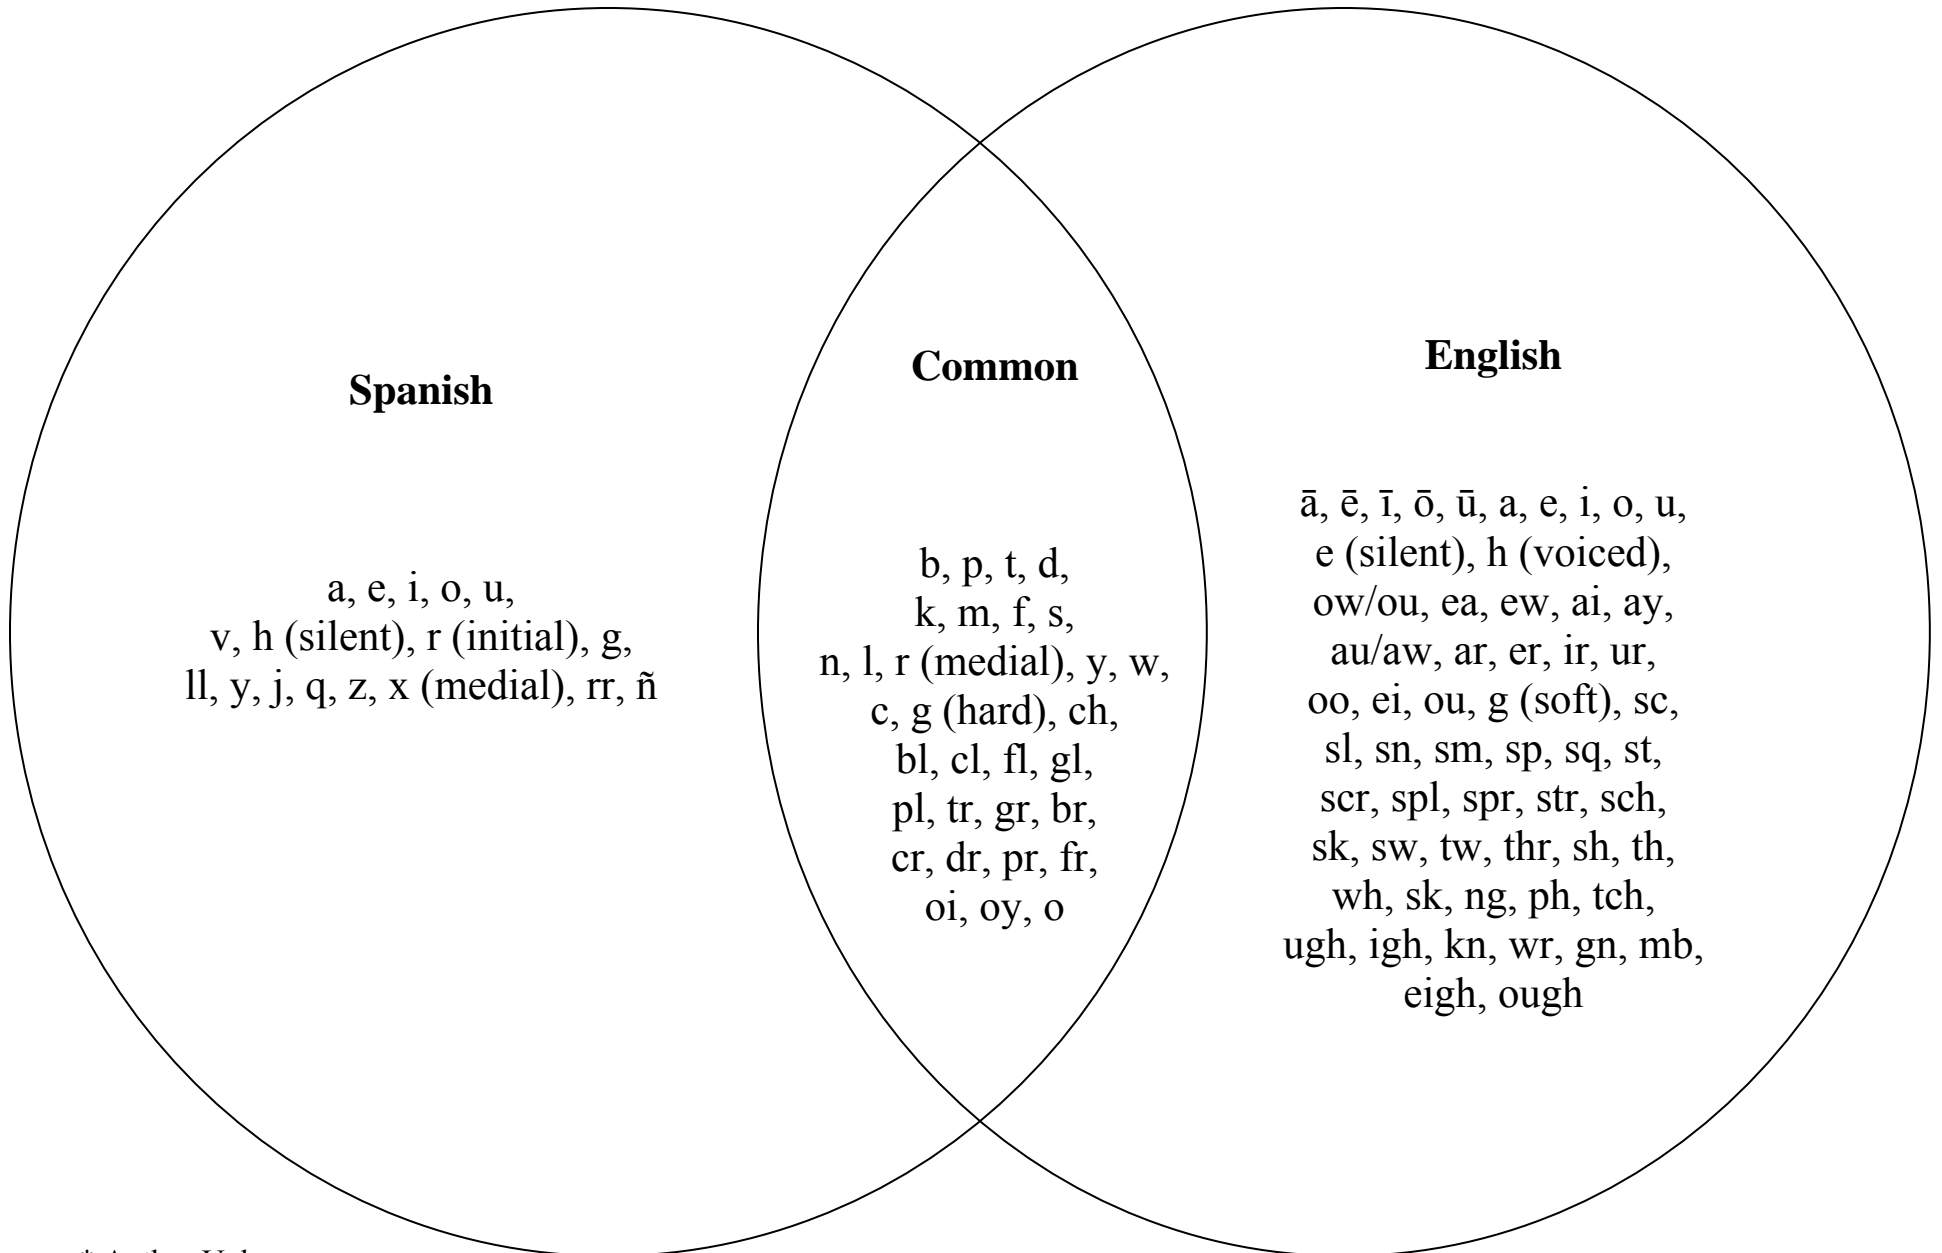 Spanish
a, e, i, o, u,
v, h (silent), r (initial), g,
ll, y, j, q, z, x (medial), rr, ñ
Common
b, p, t, d,
k, m, f, s,
n, l, r (medial), y, w,
c, g (hard), ch,
bl, cl, fl, gl,
pl, tr, gr, br,
cr, dr, pr, fr,
oi, oy, o
English
ā, ē, ī, ō, ū, a, e, i, o, u,
e (silent), h (voiced),
ow/ou, ea, ew, ai, ay,
au/aw, ar, er, ir, ur,
oo, ei, ou, g (soft), sc,
sl, sn, sm, sp, sq, st,
scr, spl, spr, str, sch,
sk, sw, tw, thr, sh, th,
wh, sk, ng, ph, tch,
ugh, igh, kn, wr, gn, mb,
eigh, ough